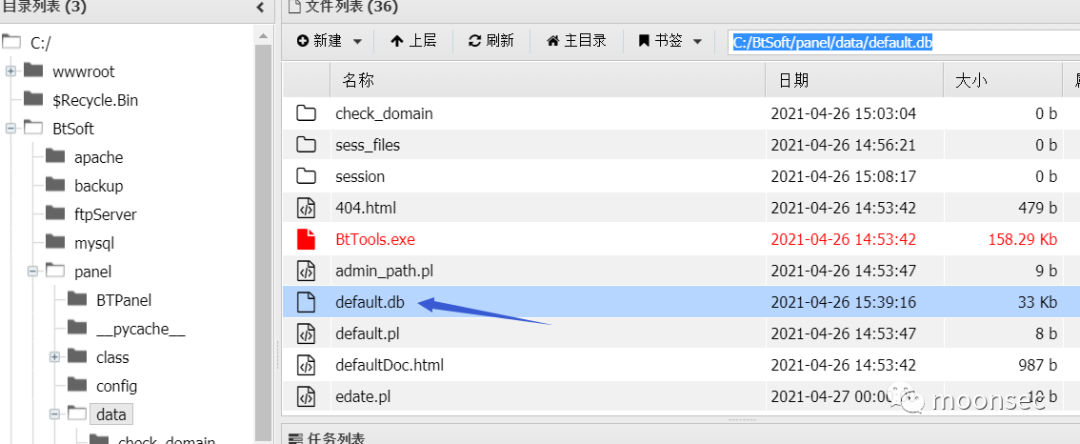 目录列表 (3)
C:/
wwwroot
$Recycle.Bin
BtSoft
apache
backup
ftpServer
mysql
panel
BTPanel
__pycache__
class
config
data
check_domain
文件列表 (36)
新建 上层 刷新 主目录 书签 C:/BtSoft/panel/data/default.db
名称 日期 大小
check_domain 2021-04-26 15:03:04 0 b
sess_files 2021-04-26 14:56:21 0 b
session 2021-04-26 15:08:17 0 b
404.html 2021-04-26 14:53:42 479 b
BtTools.exe 2021-04-26 14:53:42 158.29 Kb
admin_path.pl 2021-04-26 14:53:47 9 b
default.db 2021-04-26 15:39:16 33 Kb
default.pl 2021-04-26 14:53:47 8 b
defaultDoc.html 2021-04-26 14:53:42 987 b
edate.pl 2021-04-27
moonsec
任务列表